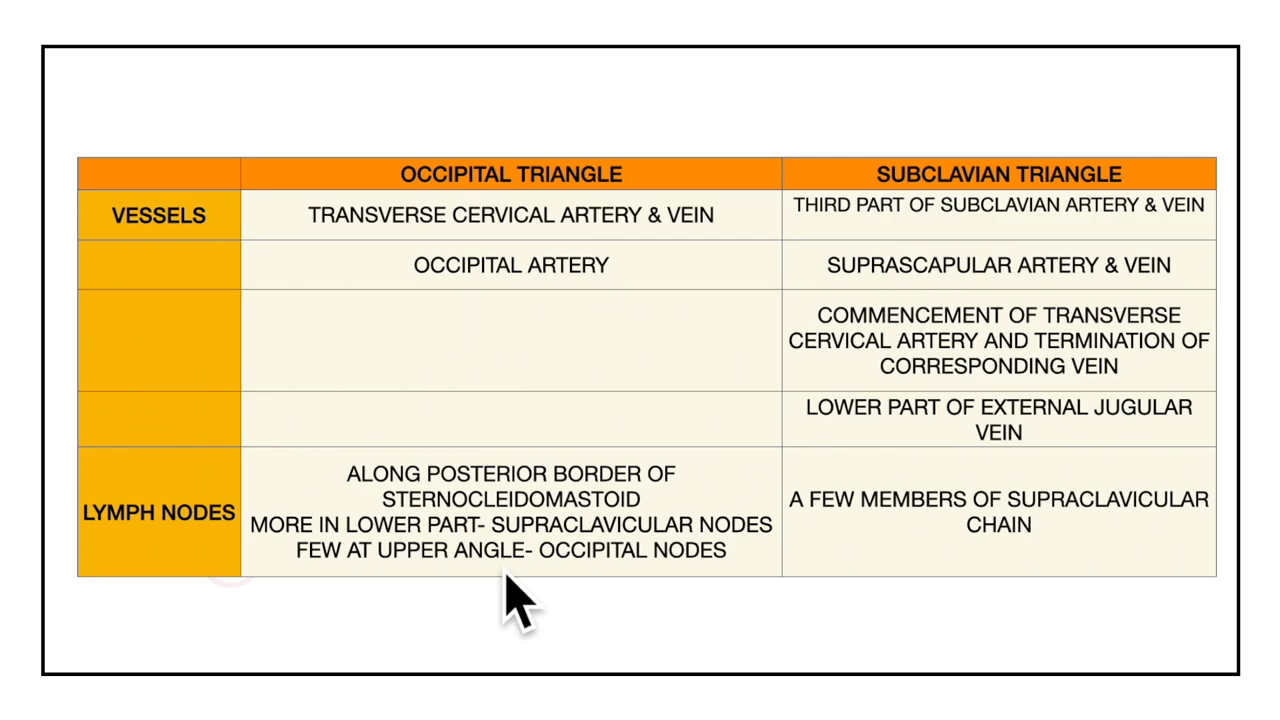 OCCIPITAL TRIANGLE
SUBCLAVIAN TRIANGLE
VESSELS
TRANSVERSE CERVICAL ARTERY & VEIN
THIRD PART OF SUBCLAVIAN ARTERY & VEIN
OCCIPITAL ARTERY
SUPRASCAPULAR ARTERY & VEIN
COMMENCEMENT OF TRANSVERSE
CERVICAL ARTERY AND TERMINATION OF
CORRESPONDING VEIN
LOWER PART OF EXTERNAL JUGULAR
VEIN
LYMPH NODES
ALONG POSTERIOR BORDER OF
STERNOCLEIDOMASTOID
MORE IN LOWER PART- SUPRACLAVICULAR NODES
FEW AT UPPER ANGLE- OCCIPITAL NODES
A FEW MEMBERS OF SUPRACLAVICULAR
CHAIN